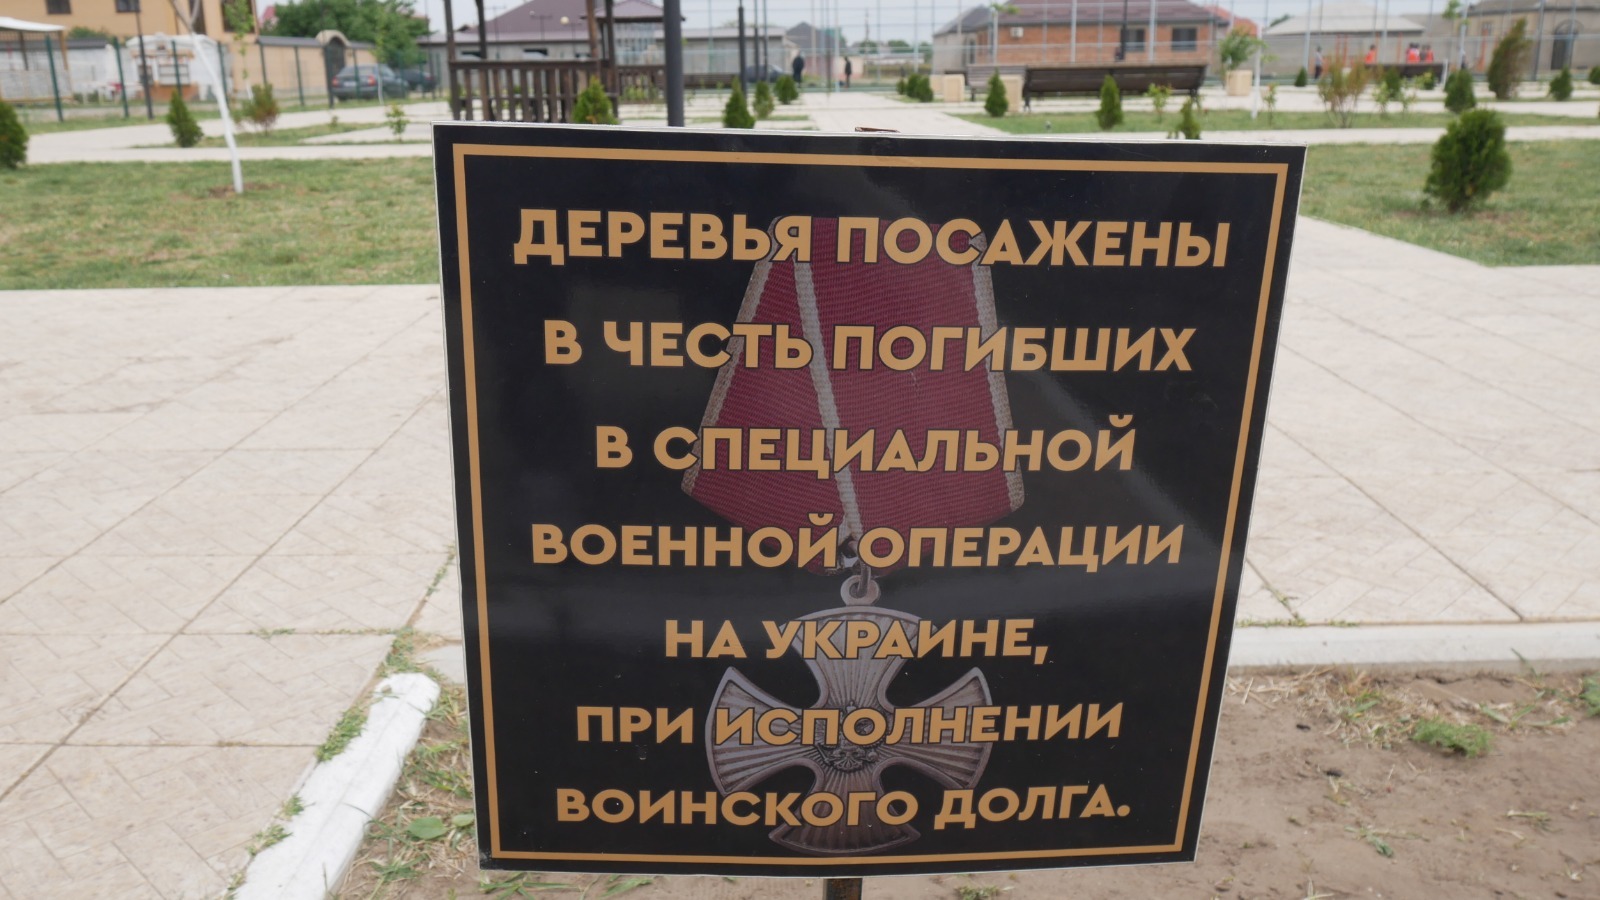 ДЕРЕВЬЯ ПОСАЖЕНЫ
В ЧЕСТЬ ПОГИБШИХ
В СПЕЦИАЛЬНОЙ
ВОЕННОЙ ОПЕРАЦИИ
НА УКРАИНЕ,
ПРИ ИСПОЛНЕНИИ
ВОИНСКОГО ДОЛГА.